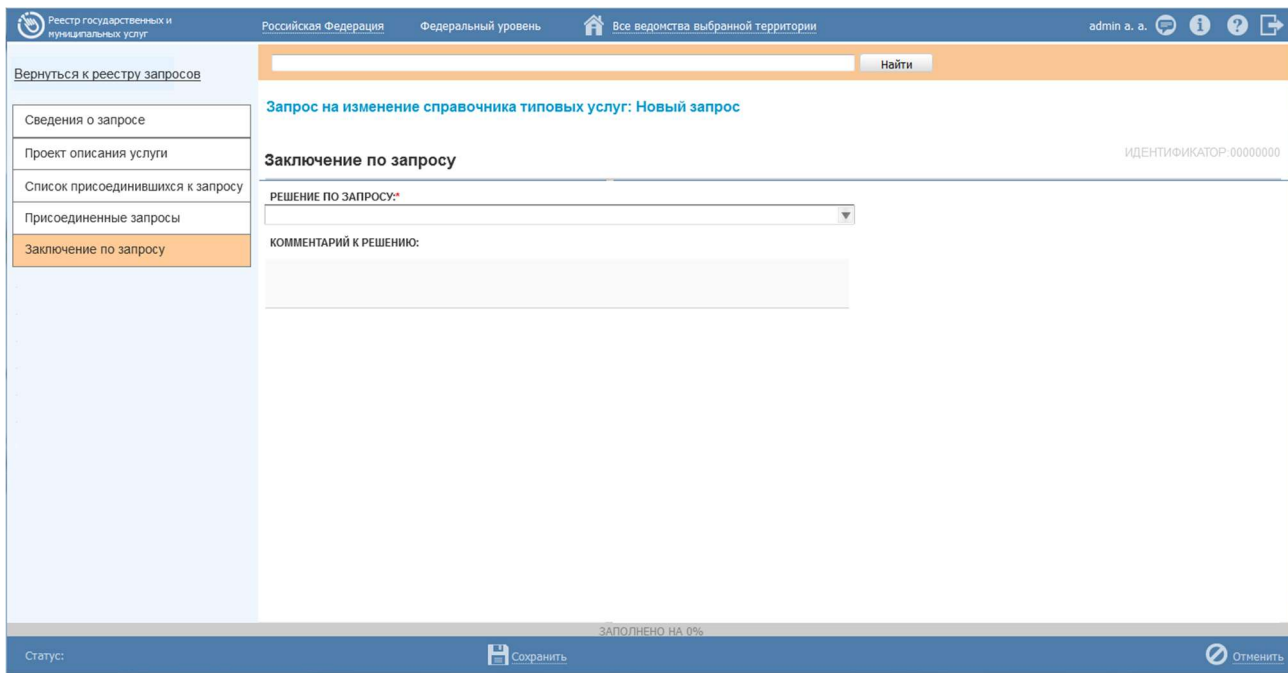 Реестр государственных и
муниципальных услуг
Российская Федерация
Федеральный уровень
Все ведомства выбранной территории
admin a. a.
Вернуться к реестру запросов
Найти
Сведения о запросе
Проект описания услуги
Список присоединившихся к запросу
Присоединенные запросы
Заключение по запросу
Запрос на изменение справочника типовых услуг: Новый запрос
Заключение по запросу
ИДЕНТИФИКАТОР:00000000
РЕШЕНИЕ ПО ЗАПРОСУ:*
КОММЕНТАРИЙ К РЕШЕНИЮ:
ЗАПОЛНЕНО НА 0%
Статус:
Сохранить
Отменить